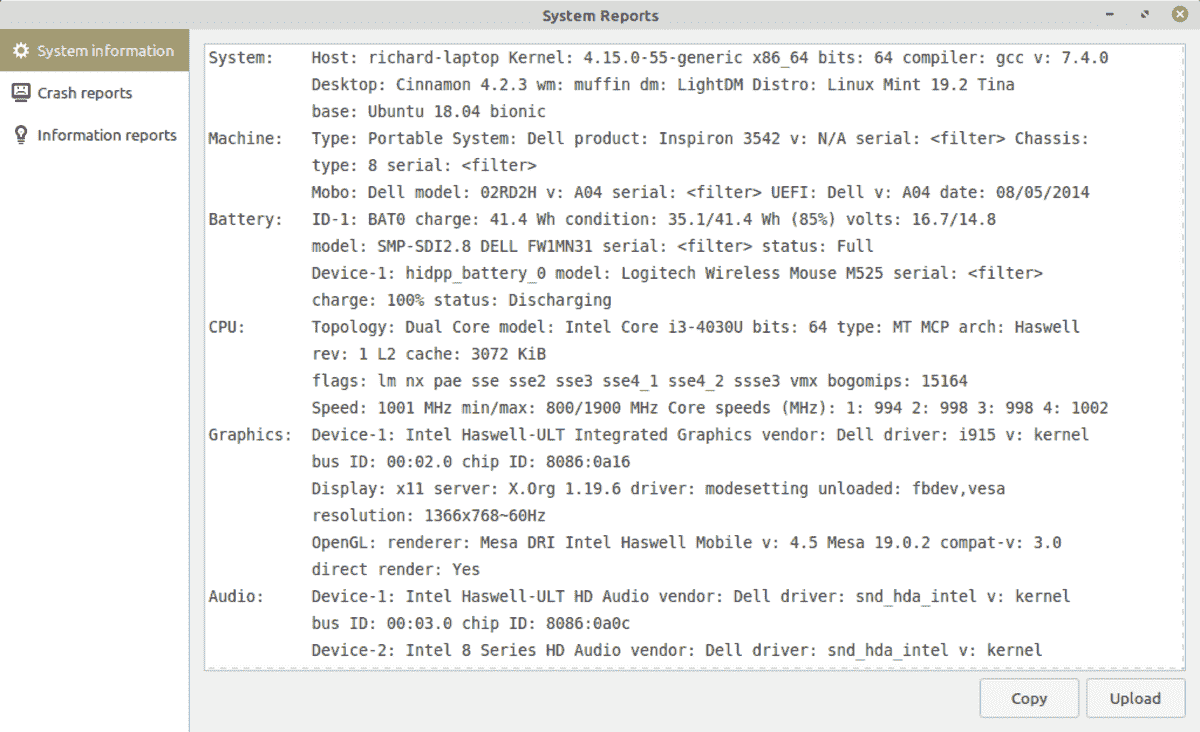 System Reports
System information
Crash reports
Information reports
System: Host: richard-laptop Kernel: 4.15.0-55-generic x86_64 bits: 64 compiler: gcc v: 7.4.0
Desktop: Cinnamon 4.2.3 wm: muffin dm: LightDM Distro: Linux Mint 19.2 Tina
base: Ubuntu 18.04 bionic
Machine: Type: Portable System: Dell product: Inspiron 3542 v: N/A serial: <filter> Chassis:
type: 8 serial: <filter>
Mobo: Dell model: 02RD2H v: A04 serial: <filter> UEFI: Dell v: A04 date: 08/05/2014
Battery: ID-1: BAT0 charge: 41.4 Wh condition: 35.1/41.4 Wh (85%) volts: 16.7/14.8
model: SMP-SDI2.8 DELL FW1MN31 serial: <filter> status: Full
Device-1: hidpp_battery_0 model: Logitech Wireless Mouse M525 serial: <filter>
charge: 100% status: Discharging
CPU: Topology: Dual Core model: Intel Core i3-4030U bits: 64 type: MT MCP arch: Haswell
rev: 1 L2 cache: 3072 KiB
flags: lm nx pae sse sse2 sse3 sse4_1 sse4_2 ssse3 vmx bogomips: 15164
Speed: 1001 MHz min/max: 800/1900 MHz Core speeds (MHz): 1: 994 2: 998 3: 998 4: 1002
Graphics: Device-1: Intel Haswell-ULT Integrated Graphics vendor: Dell driver: i915 v: kernel
bus ID: 00:02.0 chip ID: 8086:0a16
Display: x11 server: X.Org 1.19.6 driver: modesetting unloaded: fbdev,vesa
resolution: 1366x768~60Hz
OpenGL: renderer: Mesa DRI Intel Haswell Mobile v: 4.5 Mesa 19.0.2 compat-v: 3.0
direct render: Yes
Audio: Device-1: Intel Haswell-ULT HD Audio vendor: Dell driver: snd_hda_intel v: kernel
bus ID: 00:03.0 chip ID: 8086:0a0c
Device-2: Intel 8 Series HD Audio vendor: Dell driver: snd_hda_intel v: kernel
Copy
Upload